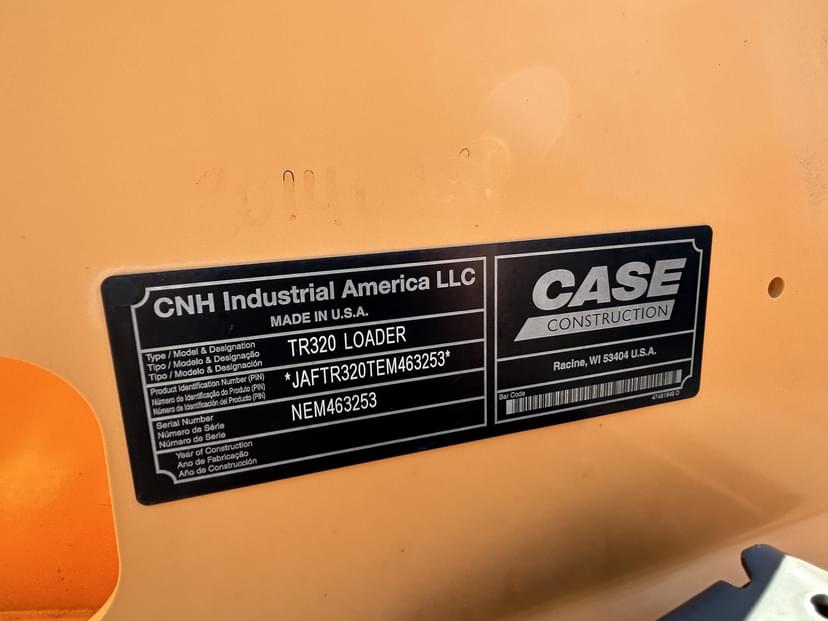 CNH Industrial America LLC
MADE IN U.S.A.
Type / Model & Designation
Tipo / Modelo & Designação
Tipo / Modelo & Designación
TR320 LOADER
Product Identification Number (PIN)
Número de Identificação do Produto (PIN)
Número de Identificación del Producto (PIN)
*JAFTR320TEM463253*
Serial Number
Número de Série
Número de Serie
NEM463253
Year of Construction
Ano de Fabricação
Año de Construcción
CASE
CONSTRUCTION
Racine, WI 53404 U.S.A.
Bar Code
47481949 D